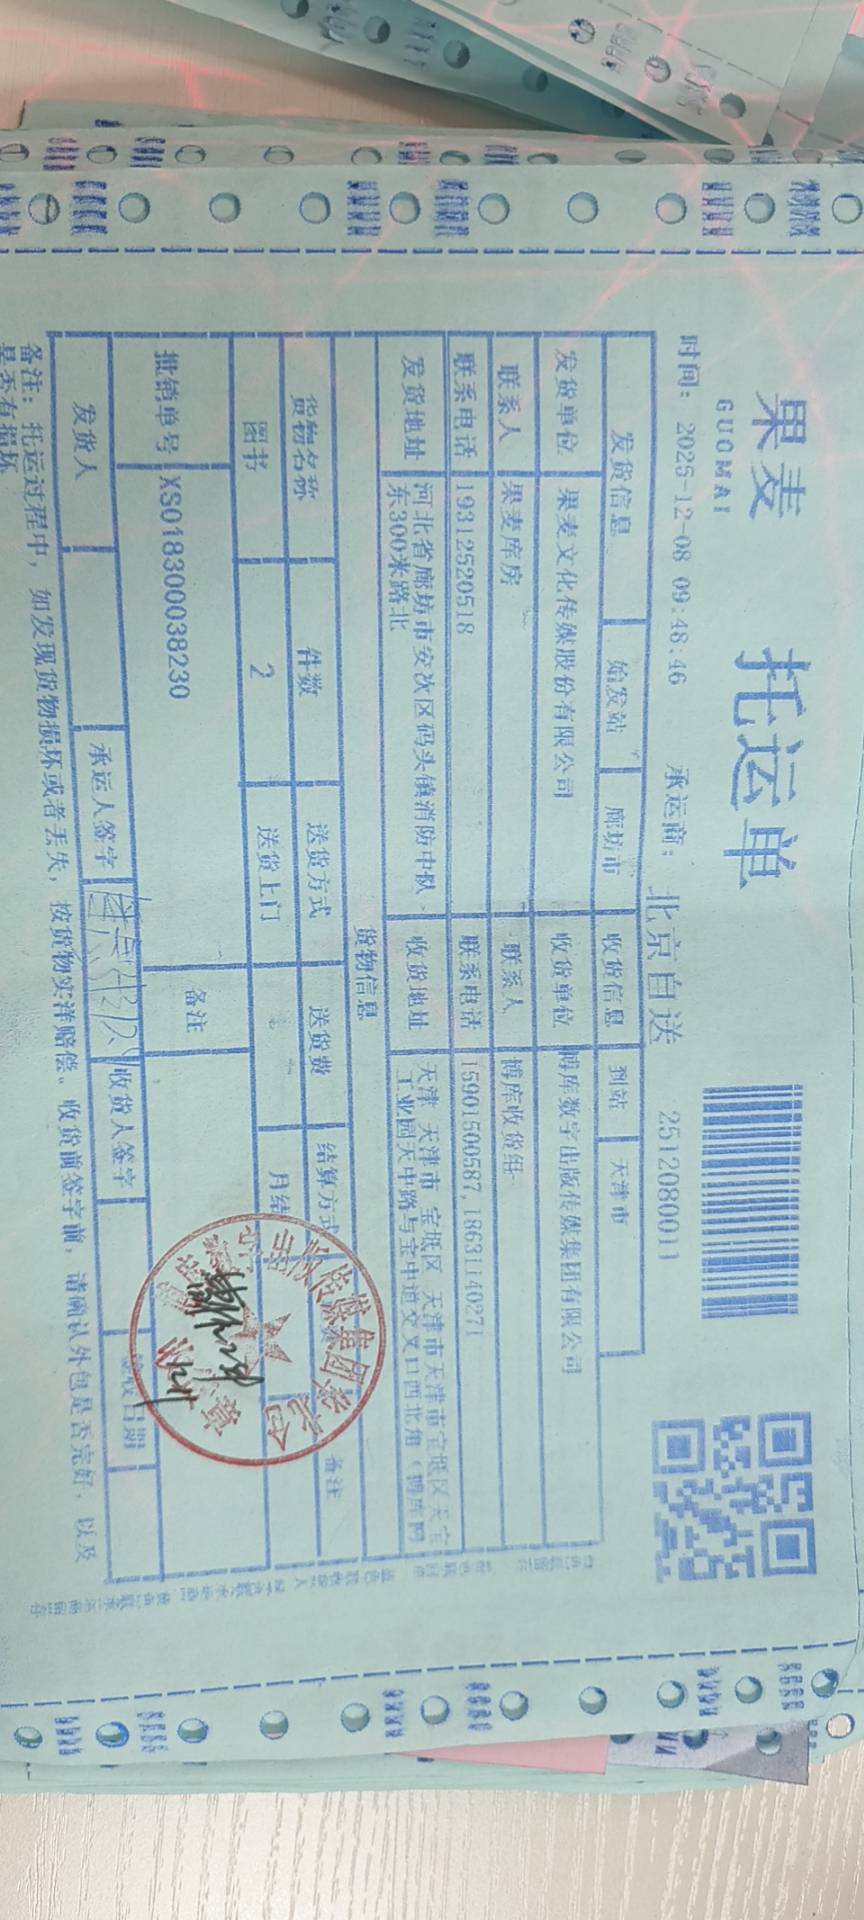 果麦
GUOMAI
托运单
时间：2025-12-08 09:48:46 承运商：北京自送 2512080011
发货信息 始发站 廊坊市 收货信息 到站 天津市
发货单位 果麦文化传媒股份有限公司 收货单位 博库数字出版传媒集团有限公司
联系人 果麦库房 联系人 博库收货组
联系电话 19312520518 联系电话 15901500587,18631140271
发货地址 河北省廊坊市安次区码头镇消防中队
东300米路北
收货地址 天津 天津市 宝坻区 天津市天津市宝坻区天宝
工业园天中路与宝中道交叉口西北角（博库网
货物信息
货物名称 件数 送货方式 送货费 结算方式 备注
图书 2 送货上门 月结
批销单号 XS018300038230 备注
发货人 承运人签字 收货人签字 签收日期
备注：托运过程中，如发现货物损坏或者丢失，按货物实洋赔偿。收货前签字前，请确认外包是否完好，以及
是否有损坏